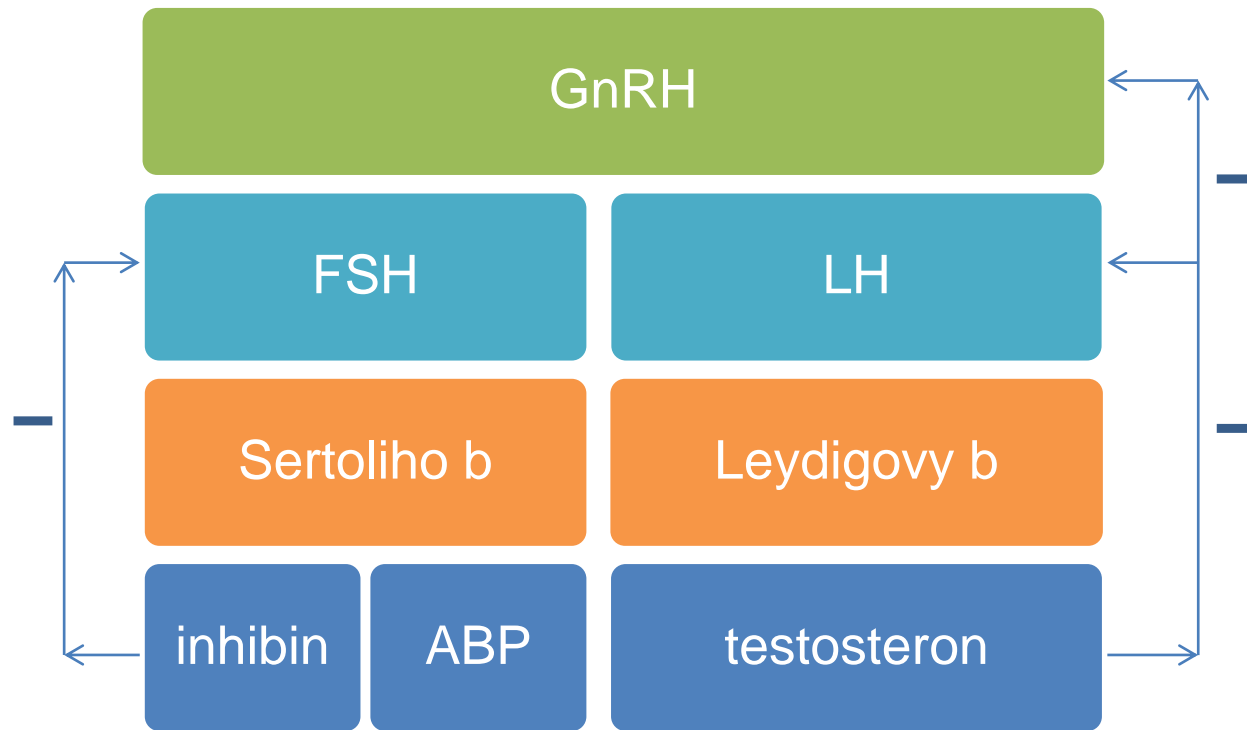 GnRH
FSH
LH
Sertoliho b
Leydigovy b
inhibin
ABP
testosteron